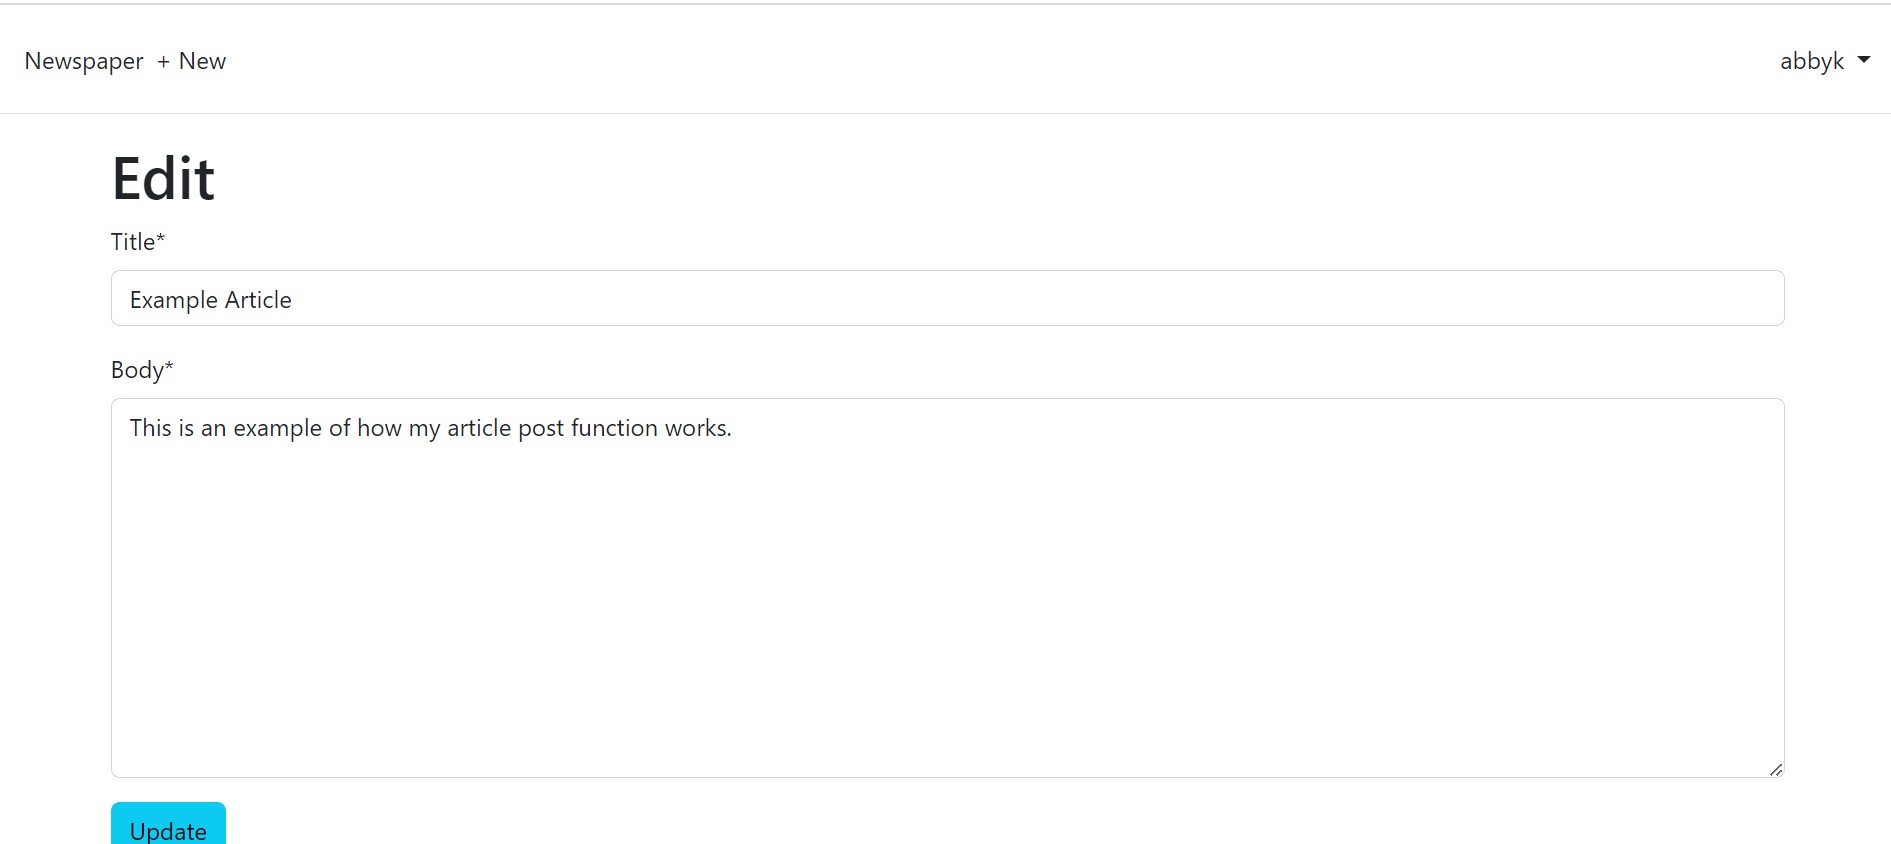 Newspaper + New
abbyk
Edit
Title*
Example Article
Body*
This is an example of how my article post function works.
Update